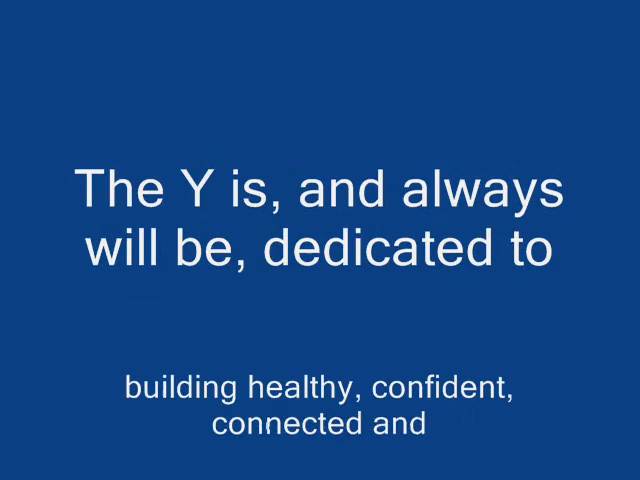 The Y is, and always
will be, dedicated to
building healthy, confident,
connected and